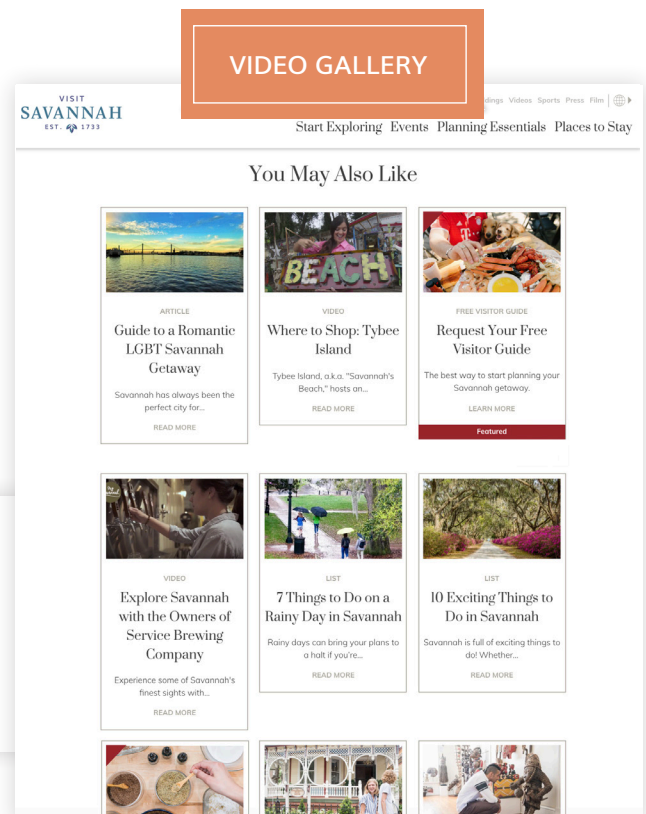 VIDEO GALLERY
VISIT
SAVANNAH
EST. 1733
dings Videos Sports Press Film
Start Exploring Events Planning Essentials Places to Stay
You May Also Like
BEACH
ARTICLE
Guide to a Romantic
LGBT Savannah
Getaway
Savannah has always been the
perfect city for...
READ MORE
VIDEO
Where to Shop: Tybee
Island
Tybee Island, a.k.a. "Savannah's
Beach," hosts an...
READ MORE
FREE VISITOR GUIDE
Request Your Free
Visitor Guide
The best way to start planning your
Savannah getaway.
LEARN MORE
Featured
VIDEO
Explore Savannah
with the Owners of
Service Brewing
Company
Experience some of Savannah's
finest sights with...
READ MORE
LIST
7 Things to Do on a
Rainy Day in Savannah
Rainy days can bring your plans to
a halt if you're...
READ MORE
LIST
10 Exciting Things to
Do in Savannah
Savannah is full of exciting things to
do! Whether...
READ MORE